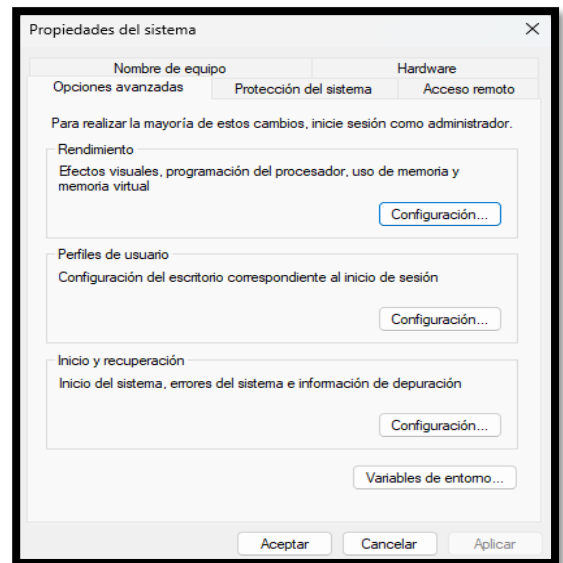 Propiedades del sistema
Nombre de equipo
Hardware
Opciones avanzadas
Protección del sistema
Acceso remoto
Para realizar la mayoría de estos cambios, inicie sesión como administrador.
Rendimiento
Efectos visuales, programación del procesador, uso de memoria y
memoria virtual
Configuración...
Perfiles de usuario
Configuración del escritorio correspondiente al inicio de sesión
Configuración...
Inicio y recuperación
Inicio del sistema, errores del sistema e información de depuración
Configuración...
Variables de entorno...
Aceptar
Cancelar
Aplicar